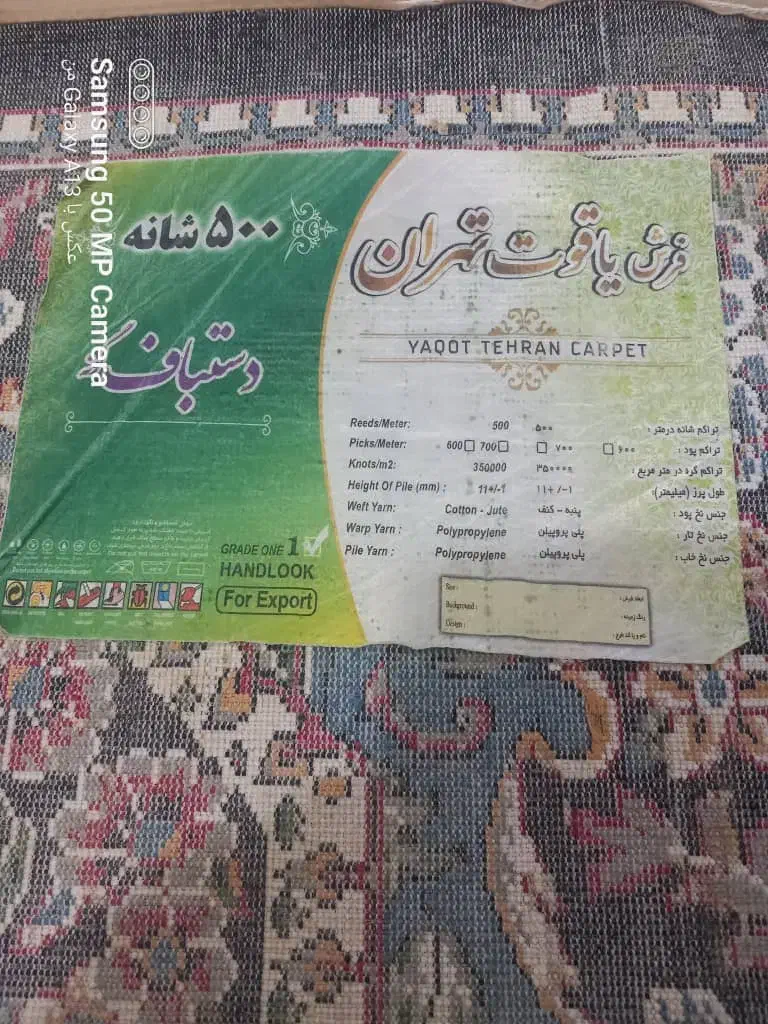 Samsung 50 MP Camera
عکس با Galaxy A13 من
۵۰۰ شانه
دستباف گ
فرش یاقوت تهران
YAQOT TEHRAN CARPET
Reeds/Meter: 500 ۵۰۰ تراکم شانه درمتر :
Picks/Meter: 600 700 ۷۰۰ ۶۰۰ تراکم پود :
Knots/m2: 350000 ۳۵۰۰۰۰ تراکم گره در متر مربع :
Height Of Pile (mm) : 11+/-1 ۱۱+/-۱ طول پرز (میلیمتر):
Weft Yarn: Cotton - Jute پنبه - کنف جنس نخ پود :
Warp Yarn : Polypropylene پلی پروپیلن جنس نخ تار :
Pile Yarn : Polypropylene پلی پروپیلن جنس نخ خاب :
GRADE ONE 1
HANDLOOK
For Export
Size : ابعاد فرش :
Background : رنگ زمینه :
Design :